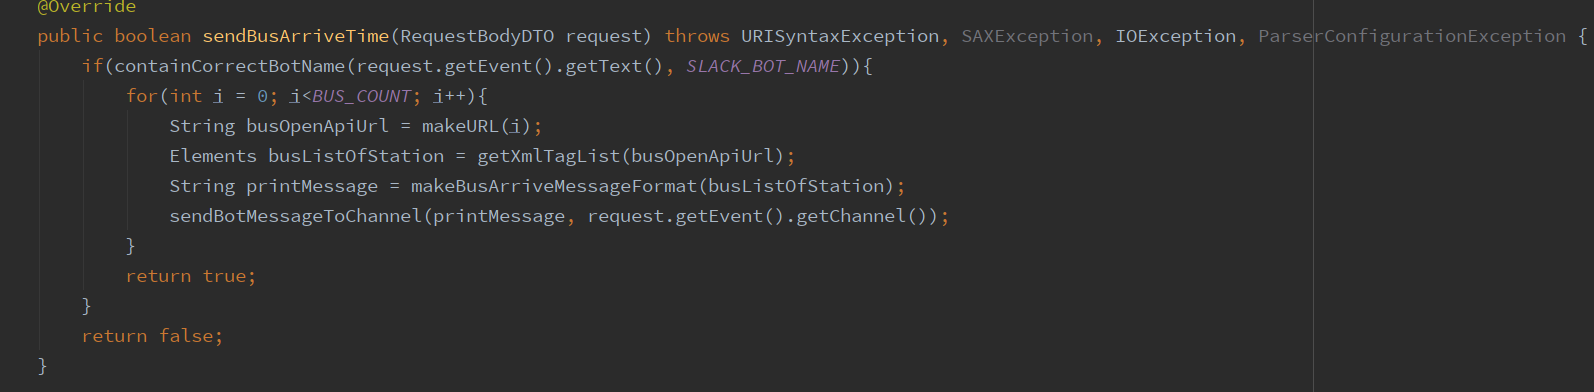 @Override
public boolean sendBusArriveTime(RequestBodyDTO request) throws URISyntaxException, SAXException, IOException, ParserConfigurationException {
if(containCorrectBotName(request.getEvent().getText(), SLACK_BOT_NAME)){
for(int i = 0; i<BUS_COUNT; i++){
String busOpenApiUrl = makeURL(i);
Elements busListOfStation = getXmlTagList(busOpenApiUrl);
String printMessage = makeBusArriveMessageFormat(busListOfStation);
sendBotMessageToChannel(printMessage, request.getEvent().getChannel());
}
return true;
}
return false;
}